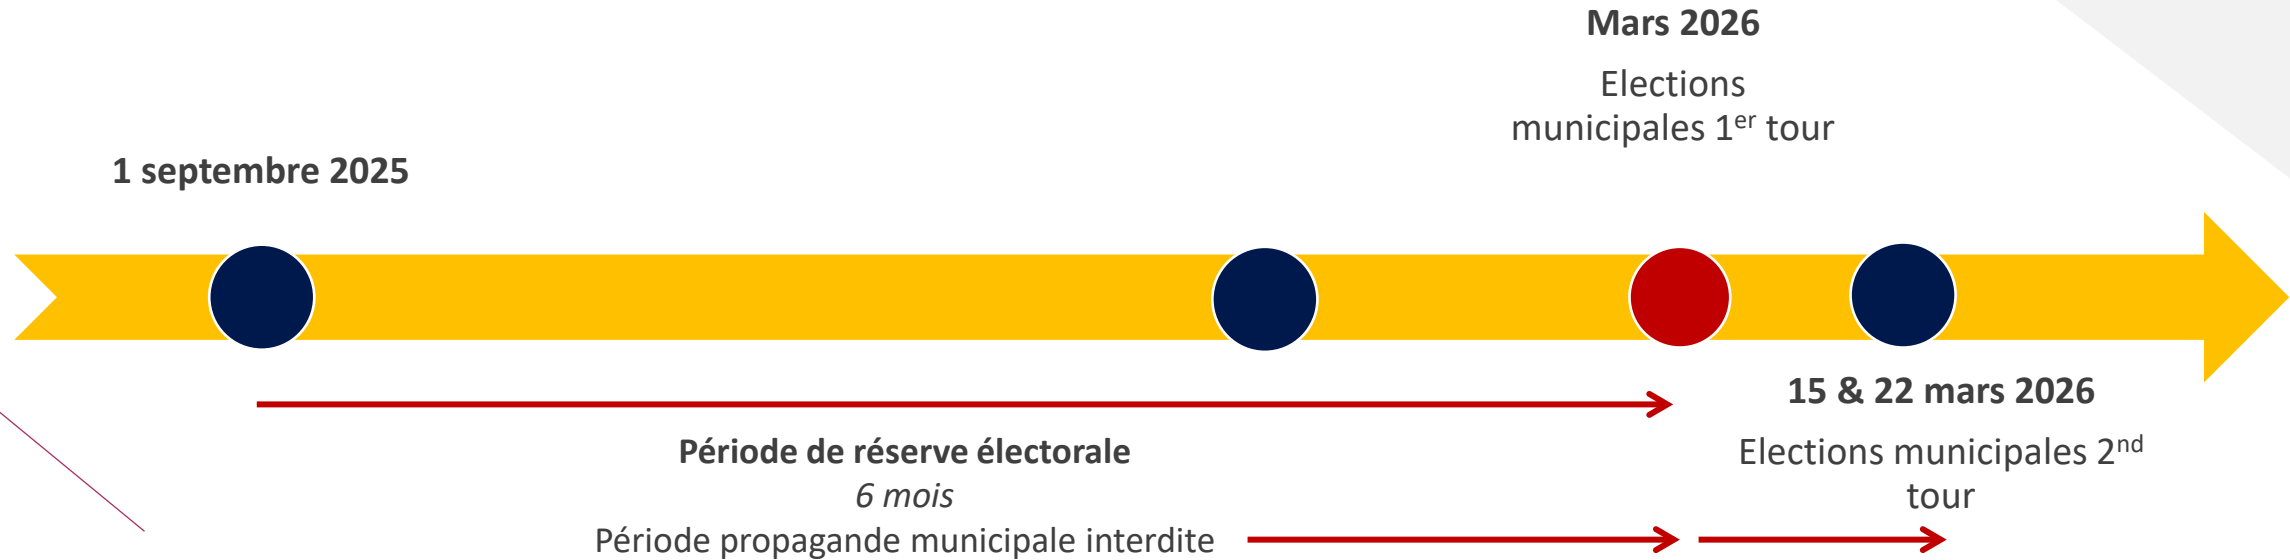 Mars 2026
Elections
municipales 1er tour
1 septembre 2025
15 & 22 mars 2026
Elections municipales 2nd
tour
Période de réserve électorale
6 mois
Période propagande municipale interdite